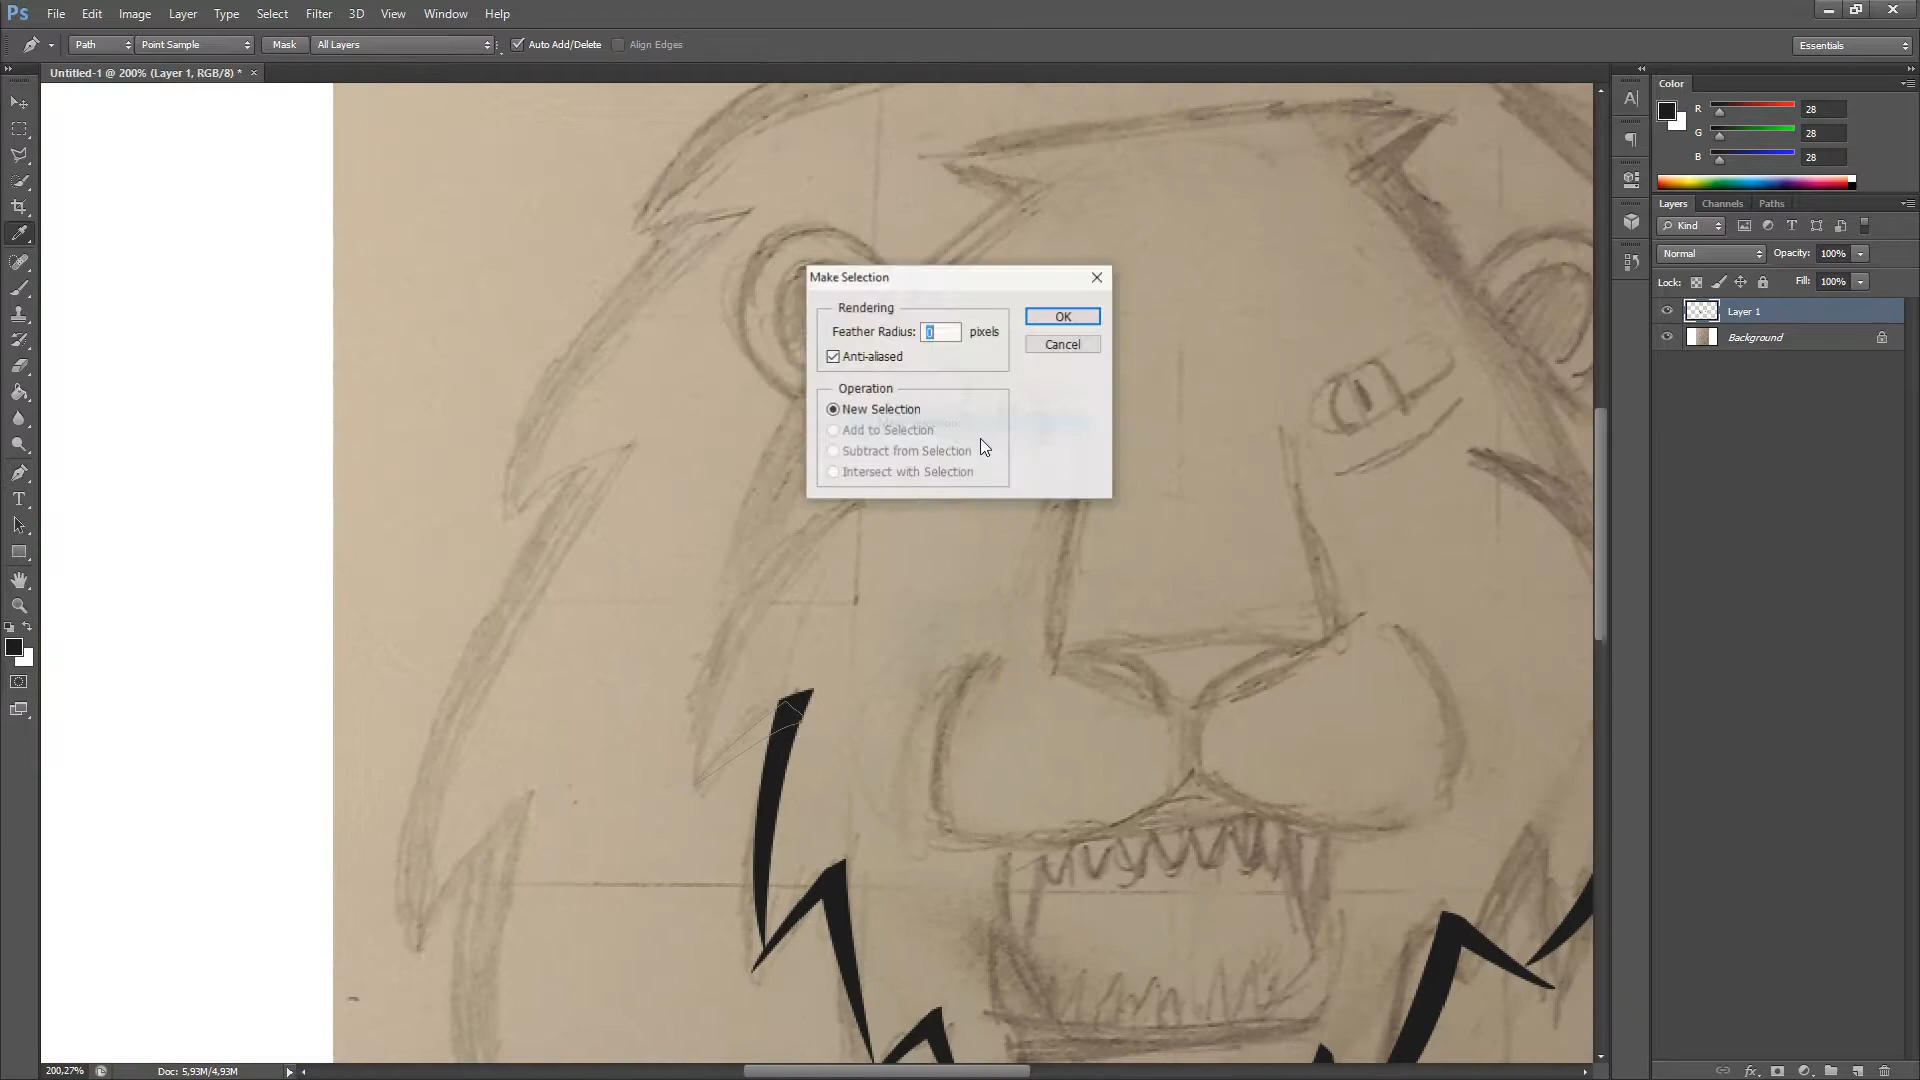 Ps File Edit Image Layer Type Select Filter 3D View Window Help
Path Point Sample Mask All Layers Auto Add/Delete Align Edges Essentials
Untitled-1 @ 200% (Layer 1, RGB/8) * ×
Color
R 28
G 28
B 28
Layers Channels Paths
Kind
Normal Opacity: 100%
Lock: Fill: 100%
Layer 1
Background
Make Selection
Rendering
Feather Radius: 0 pixels
Anti-aliased
OK
Cancel
Operation
New Selection
Add to Selection
Subtract from Selection
Intersect with Selection
200,27% Doc: 5,93M/4,93M